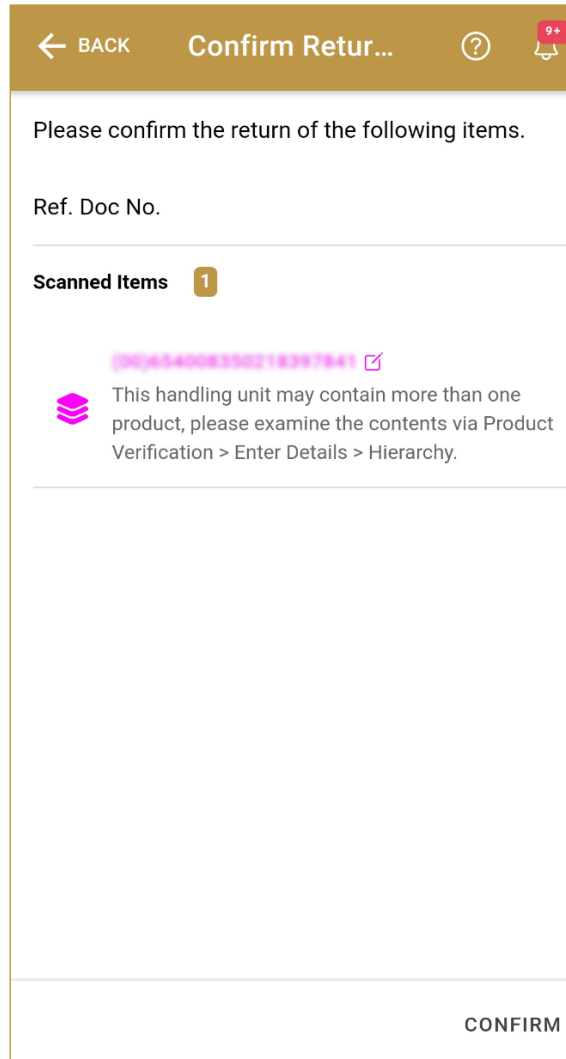 BACK
Confirm Retur...
9+
Please confirm the return of the following items.
Ref. Doc No.
Scanned Items
1
This handling unit may contain more than one
product, please examine the contents via Product
Verification > Enter Details > Hierarchy.
CONFIRM